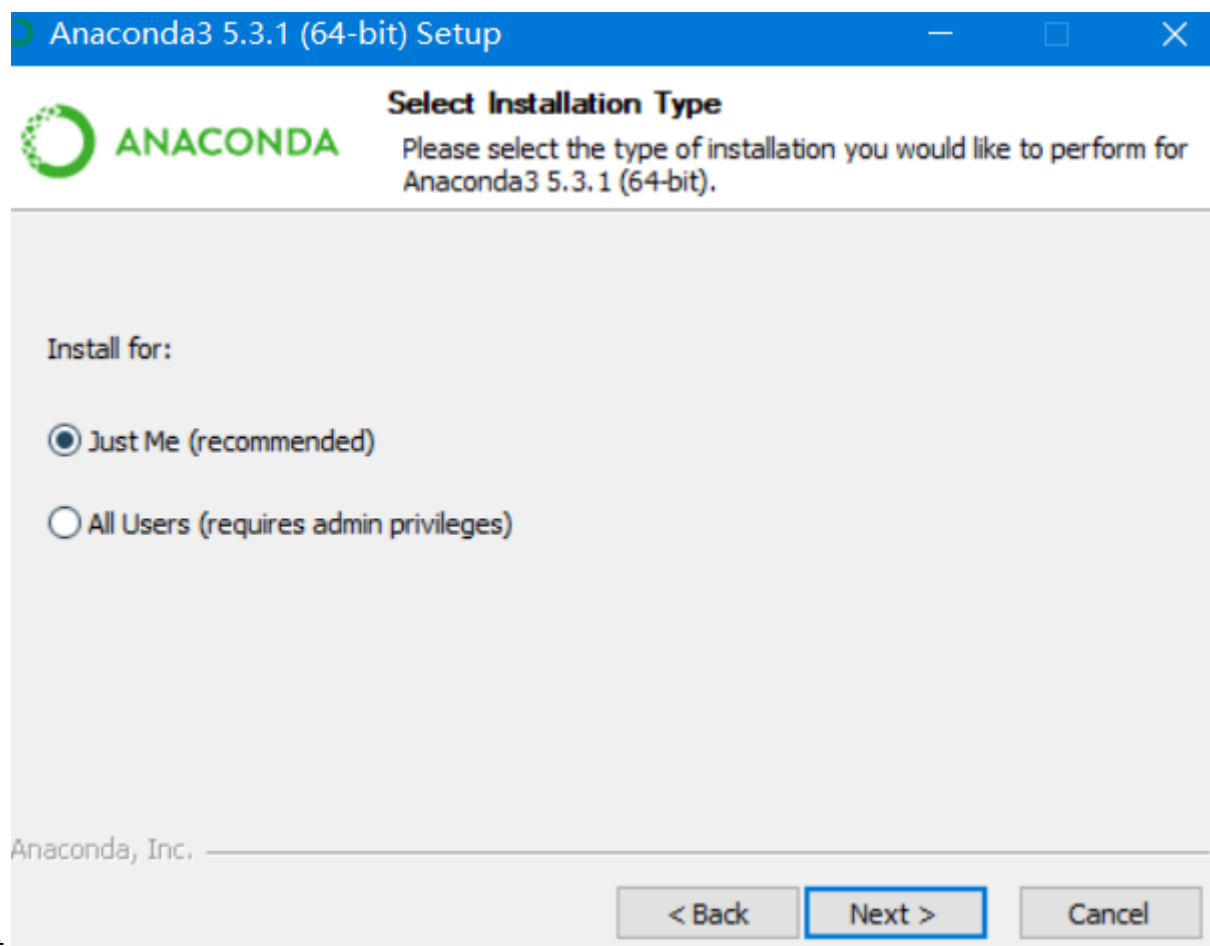 Anaconda3 5.3.1 (64-bit) Setup
ANACONDA
Select Installation Type
Please select the type of installation you would like to perform for
Anaconda3 5.3.1 (64-bit).
Install for:
Just Me (recommended)
All Users (requires admin privileges)
Anaconda, Inc.
< Back
Next >
Cancel